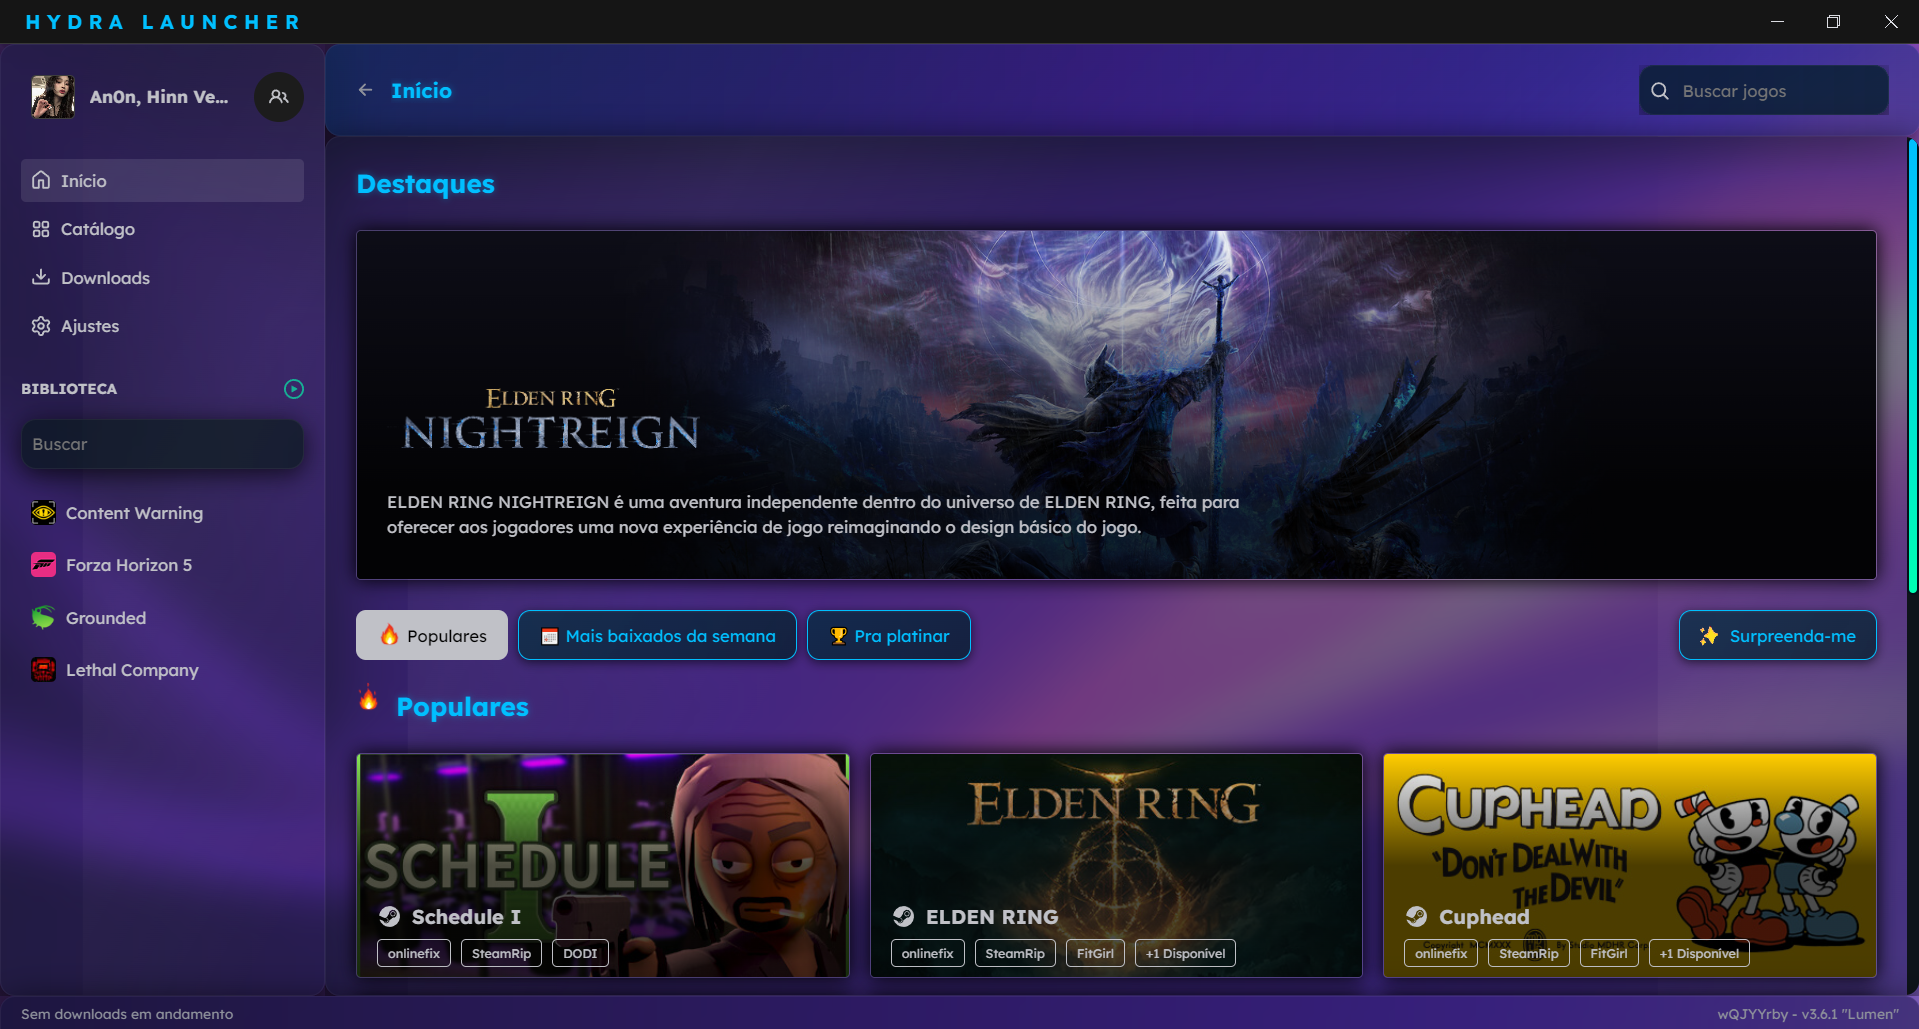 HYDRA LAUNCHER
An0n, Hinn Ve...
Início
Catálogo
Downloads
Ajustes
BIBLIOTECA
Buscar
Content Warning
Forza Horizon 5
Grounded
Lethal Company
Início
Buscar jogos
Destaques
ELDEN RING
NIGHTREIGN
ELDEN RING NIGHTREIGN é uma aventura independente dentro do universo de ELDEN RING, feita para
oferecer aos jogadores uma nova experiência de jogo reimaginando o design básico do jogo.
Populares
Mais baixados da semana
Pra platinar
Surpreenda-me
Populares
SCHEDULE I
Schedule I
onlinefix SteamRip DODI
ELDEN RING
ELDEN RING
onlinefix SteamRip FitGirl +1 Disponível
CUPHEAD
"DON'T DEAL WITH
THE DEVIL"
Cuphead
onlinefix SteamRip FitGirl +1 Disponível
Sem downloads em andamento
wQJYYrby - v3.6.1 "Lumen"